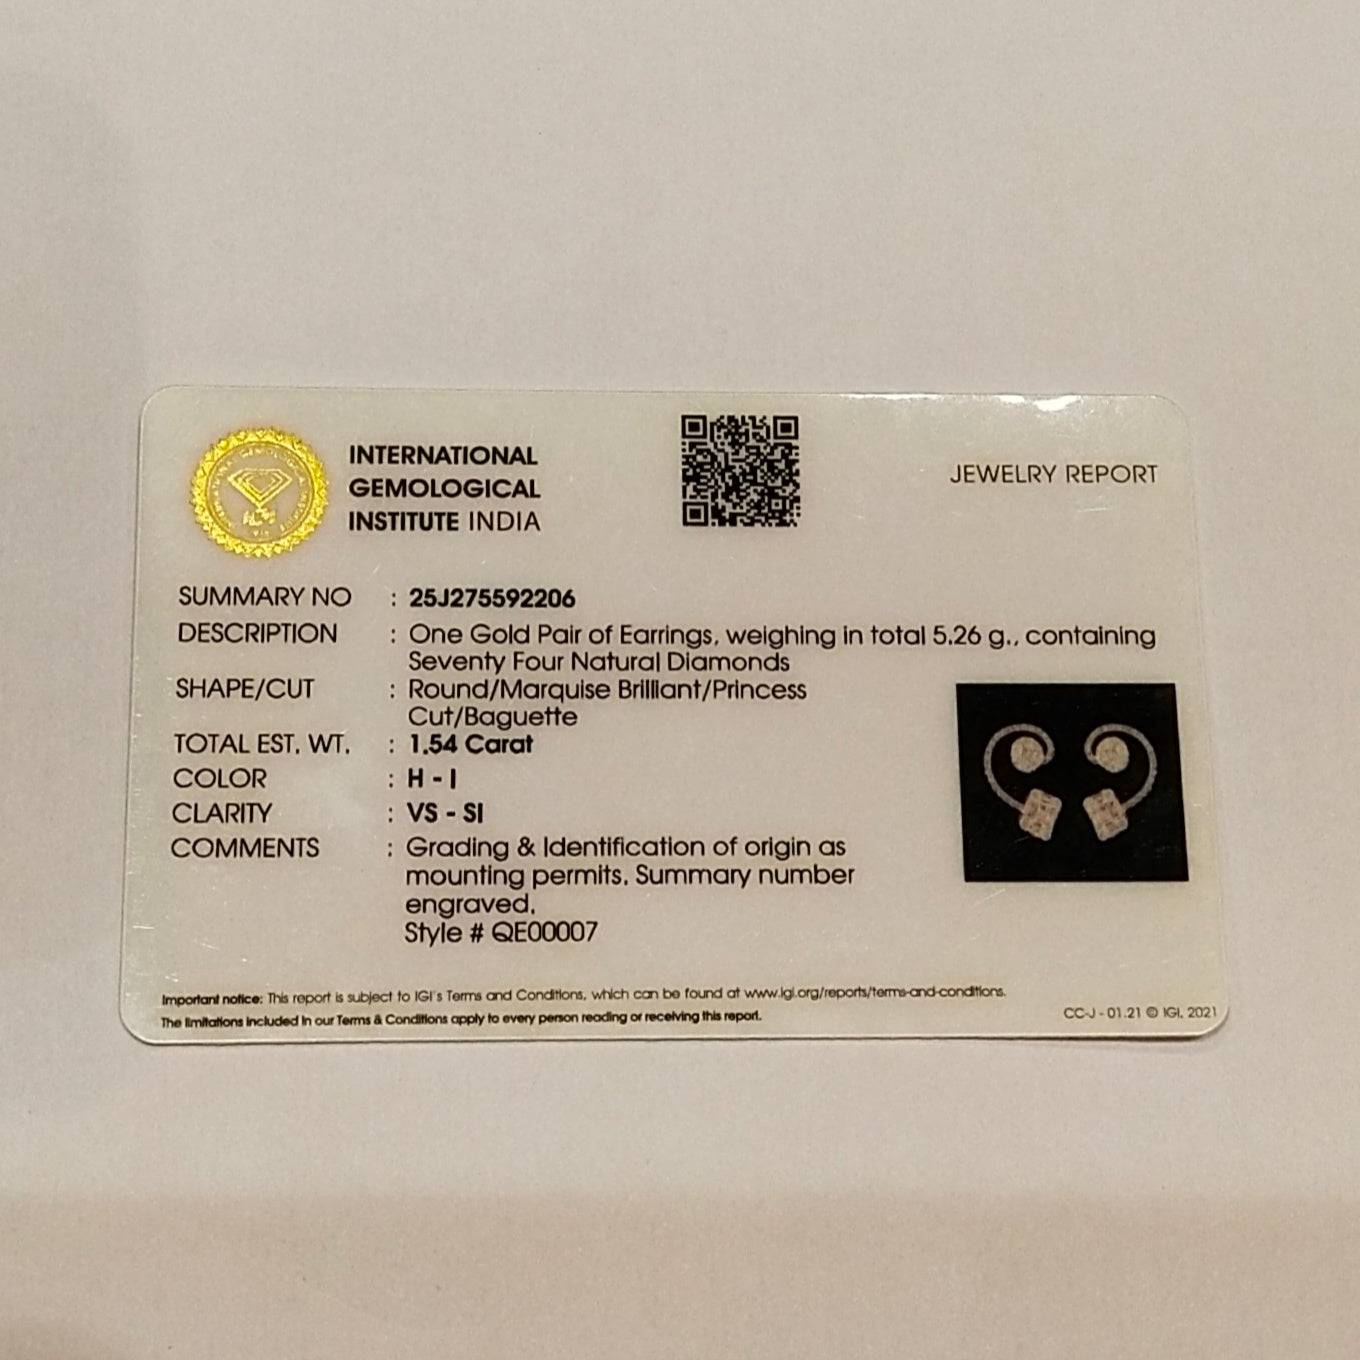 INTERNATIONAL
GEMOLOGICAL
INSTITUTE INDIA
JEWELRY REPORT
SUMMARY NO : 25J275592206
DESCRIPTION : One Gold Pair of Earrings, weighing in total 5.26 g., containing
Seventy Four Natural Diamonds
SHAPE/CUT : Round/Marquise Brilliant/Princess
Cut/Baguette
TOTAL EST. WT. : 1.54 Carat
COLOR : H - I
CLARITY : VS - SI
COMMENTS : Grading & Identification of origin as
mounting permits. Summary number
engraved.
Style # QE00007
Important notice: This report is subject to IGI's Terms and Conditions, which can be found at www.igi.org/reports/terms-and-conditions.
The limitations included in our Terms & Conditions apply to every person reading or receiving this report.
CC-J - 01.21 © IGI, 2021